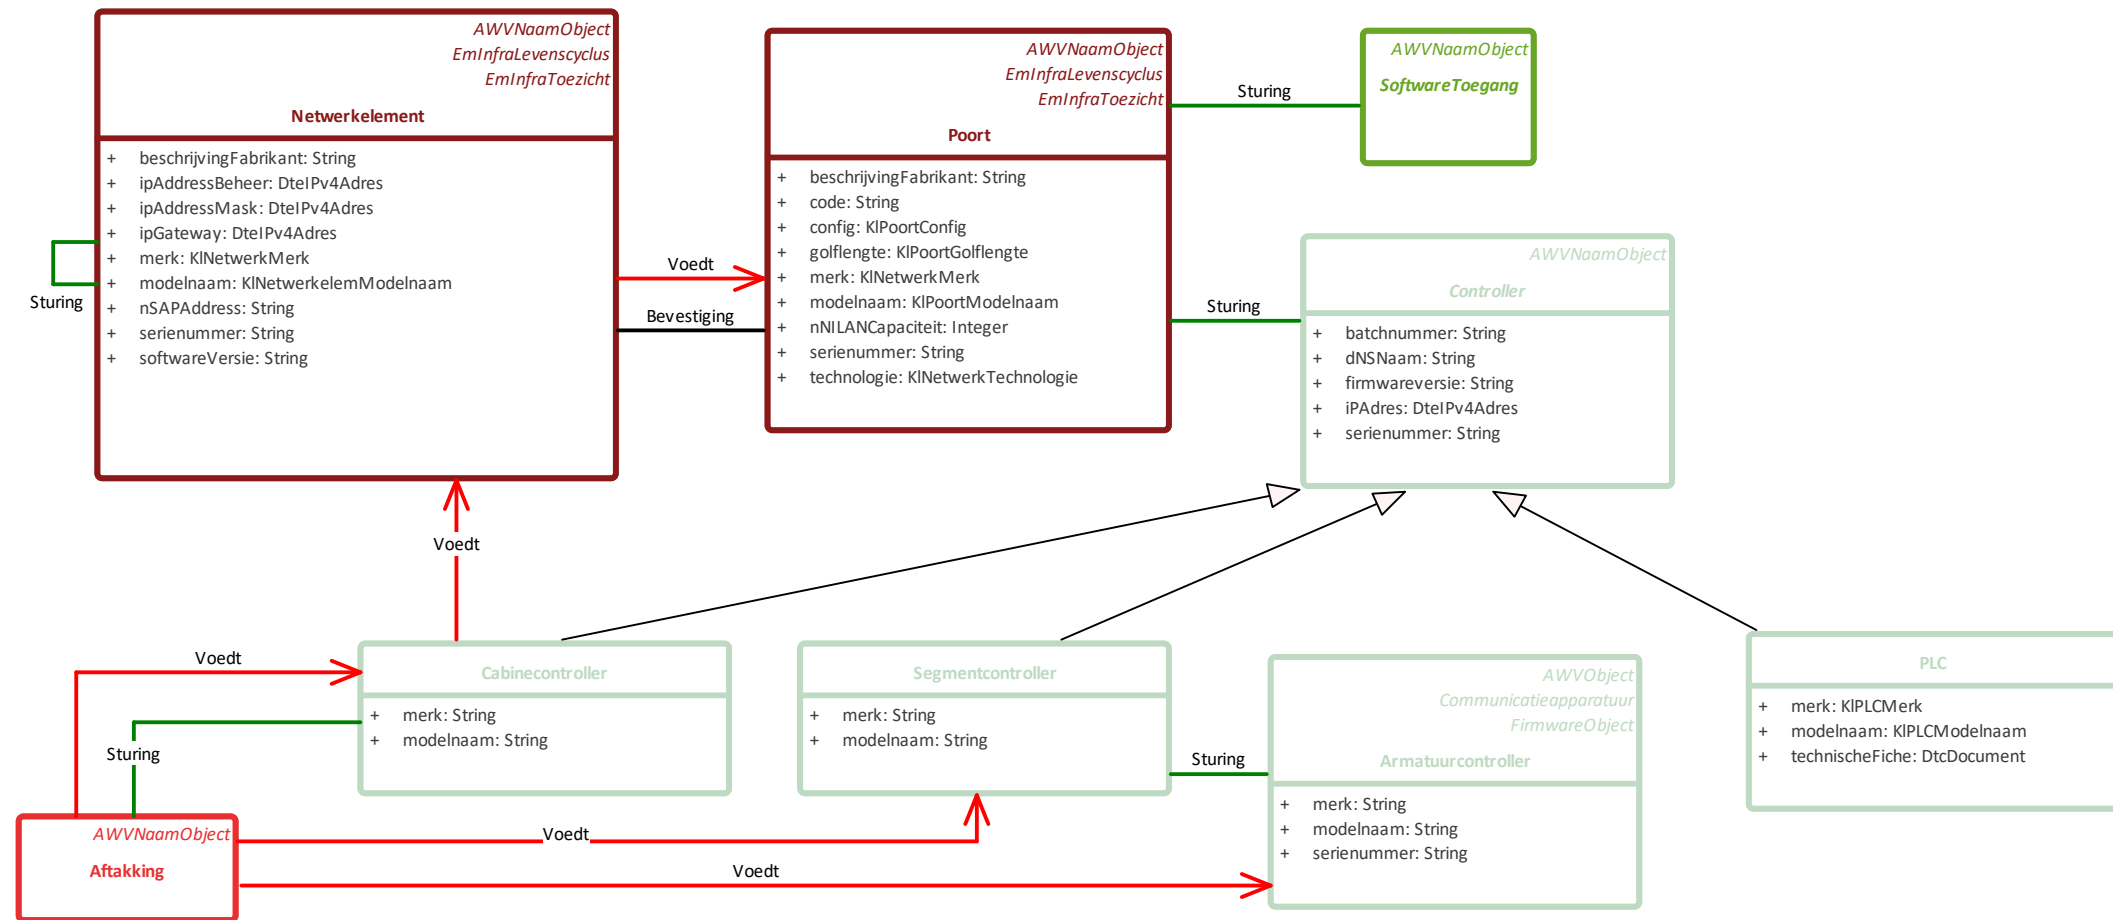 AWVNaamObject
EmInfraLevenscyclus
EmInfraToezicht
Netwerkelement
+ beschrijvingFabrikant: String
+ ipAddressBeheer: DteIPv4Adres
+ ipAddressMask: DteIPv4Adres
+ ipGateway: DteIPv4Adres
+ merk: KlNetwerkMerk
+ modelnaam: KlNetwerkelemModelnaam
+ nSAPAddress: String
+ serienummer: String
+ softwareVersie: String
Sturing
Voedt
Bevestiging
AWVNaamObject
EmInfraLevenscyclus
EmInfraToezicht
Poort
+ beschrijvingFabrikant: String
+ code: String
+ config: KlPoortConfig
+ golflengte: KlPoortGolflengte
+ merk: KlNetwerkMerk
+ modelnaam: KlPoortModelnaam
+ nNILANCapaciteit: Integer
+ serienummer: String
+ technologie: KlNetwerkTechnologie
Sturing
AWVNaamObject
SoftwareToegang
Sturing
AWVNaamObject
Controller
+ batchnummer: String
+ dNSNaam: String
+ firmwareversie: String
+ iPAdres: DteIPv4Adres
+ serienummer: String
Voedt
Voedt
Sturing
Cabinecontroller
+ merk: String
+ modelnaam: String
Segmentcontroller
+ merk: String
+ modelnaam: String
Sturing
AWVObject
Communicatieapparatuur
FirmwareObject
Armatuurcontroller
+ merk: String
+ modelnaam: String
+ serienummer: String
PLC
+ merk: KlPLCMerk
+ modelnaam: KlPLCModelnaam
+ technischeFiche: DtcDocument
AWVNaamObject
Aftakking
Voedt
Voedt